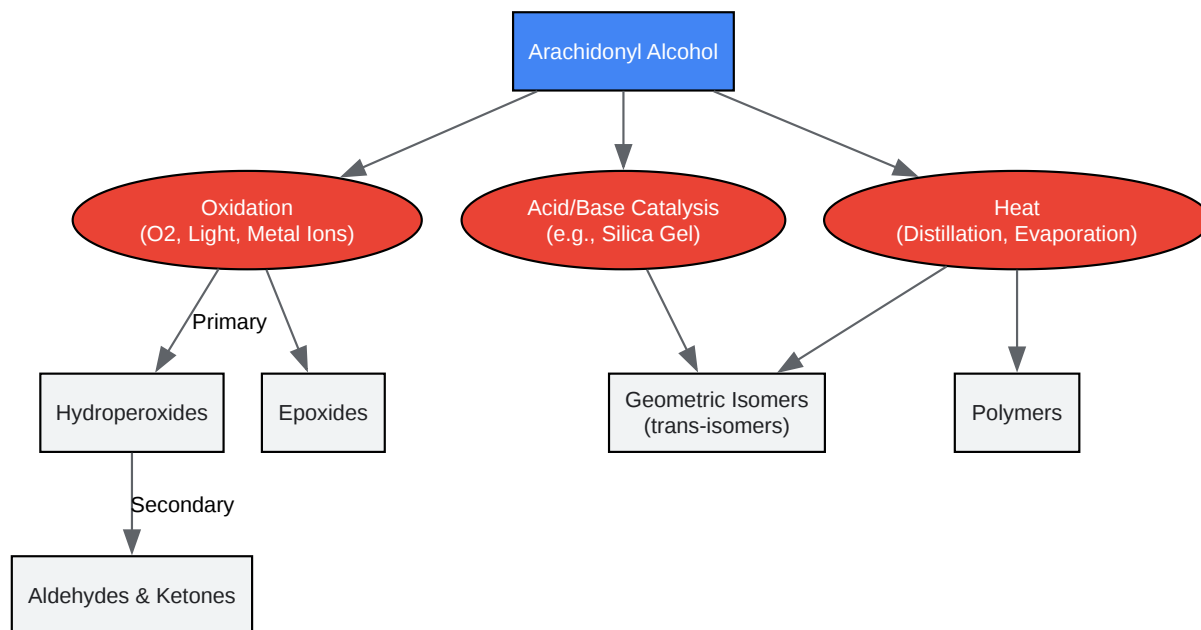 Arachidonyl Alcohol
Oxidation
(O2, Light, Metal Ions)
Acid/Base Catalysis
(e.g., Silica Gel)
Heat
(Distillation, Evaporation)
Primary
Hydroperoxides
Epoxides
Geometric Isomers
(trans-isomers)
Polymers
Secondary
Aldehydes & Ketones